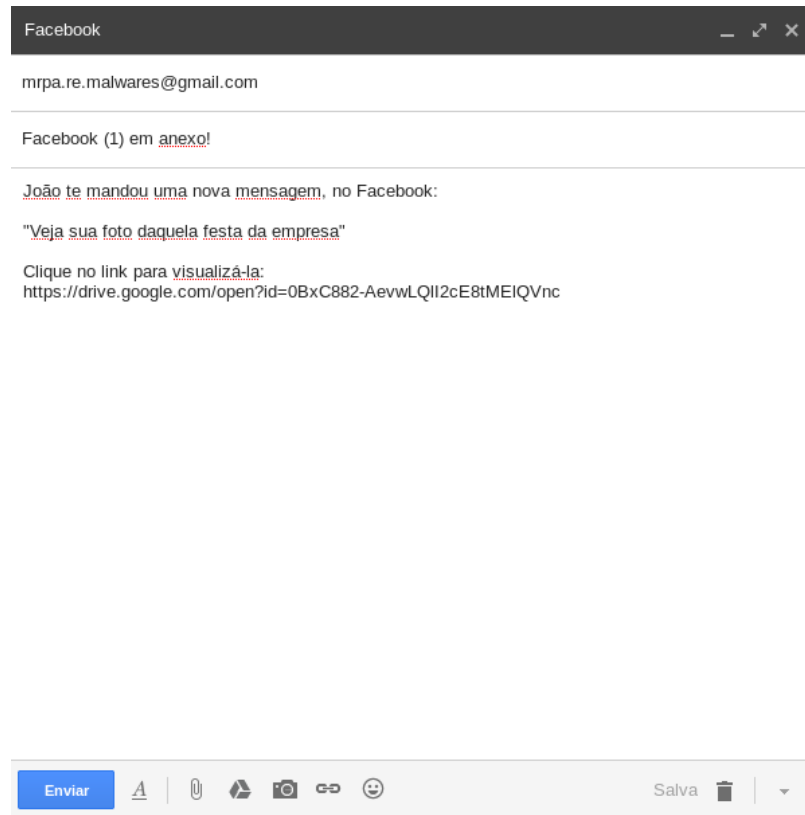 Facebook
mrpa.re.malwares@gmail.com
Facebook (1) em anexo!
João te mandou uma nova mensagem, no Facebook:
"Veja sua foto daquela festa da empresa"
Clique no link para visualizá-la:
https://drive.google.com/open?id=0BxC882-AevwLQlI2cE8tMElQVnc
Enviar
A
Salva